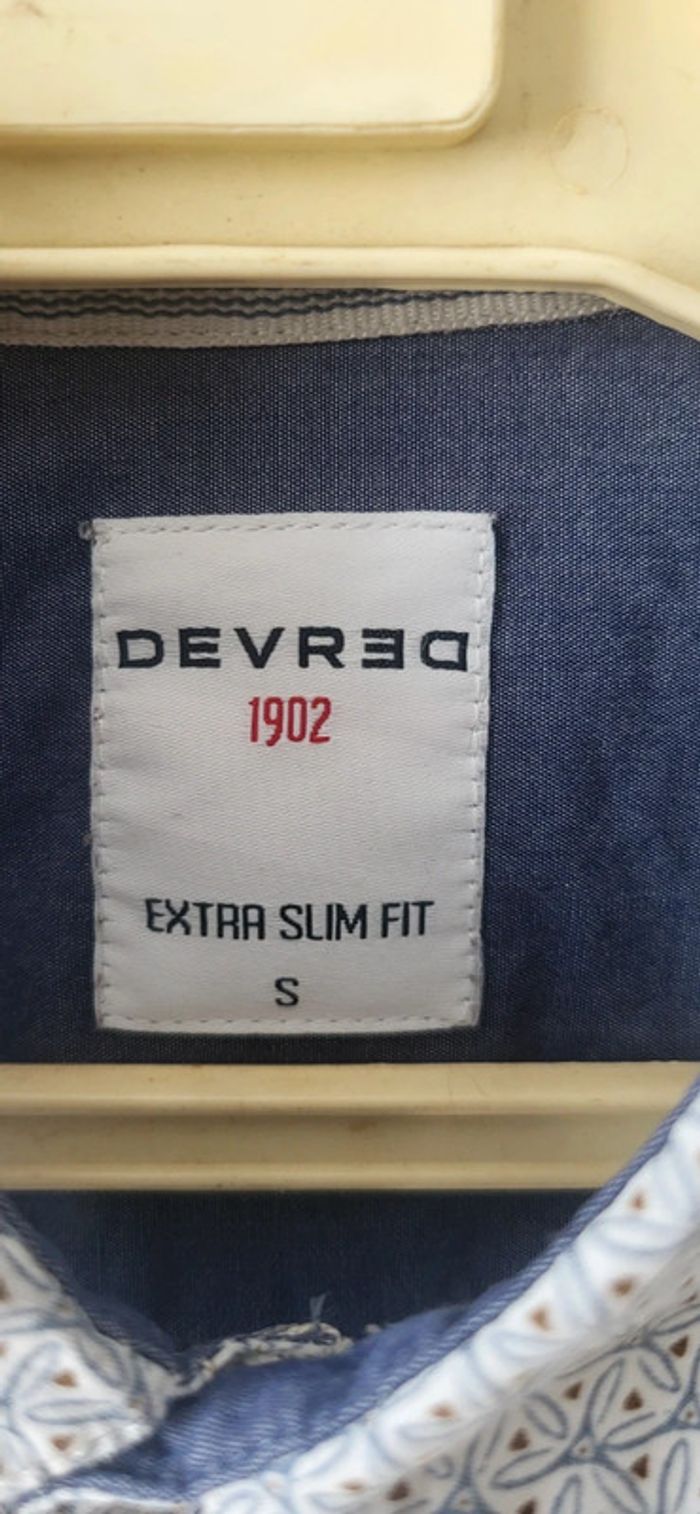 DEVRED
1902
EXTRA SLIM FIT
S